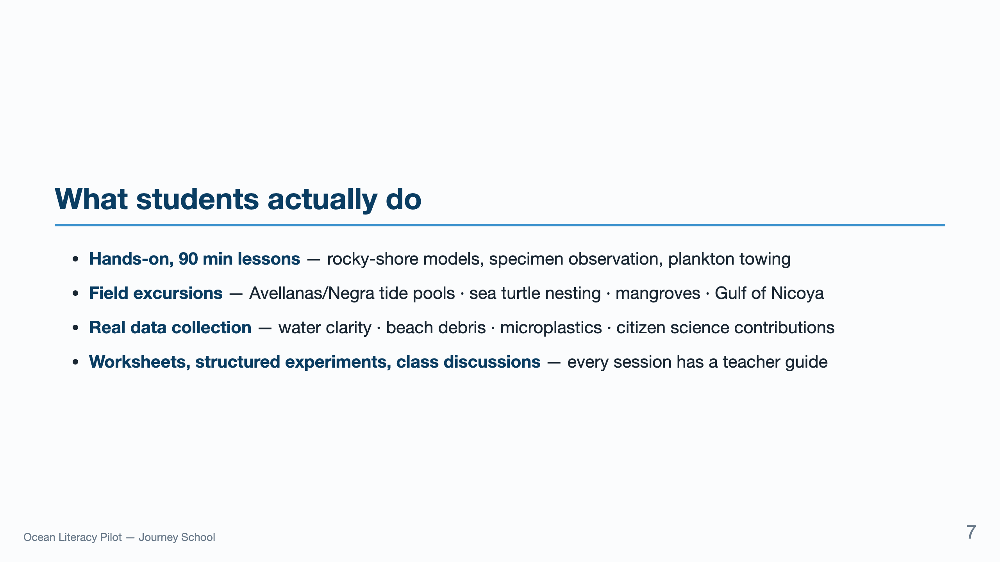 What students actually do
• Hands-on, 90 min lessons — rocky-shore models, specimen observation, plankton towing
• Field excursions — Avellanas/Negra tide pools · sea turtle nesting · mangroves · Gulf of Nicoya
• Real data collection — water clarity · beach debris · microplastics · citizen science contributions
• Worksheets, structured experiments, class discussions — every session has a teacher guide
Ocean Literacy Pilot — Journey School
7